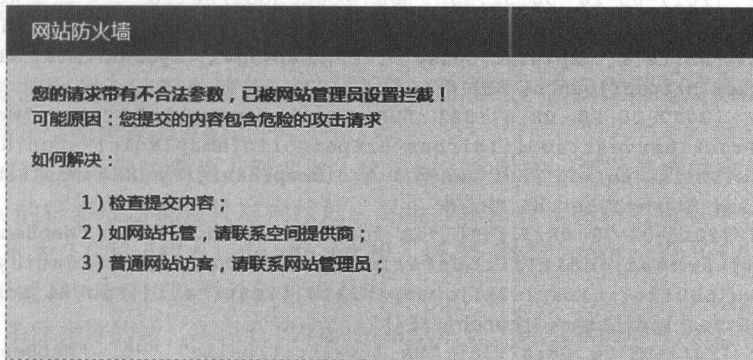 网站防火墙
您的请求带有不合法参数，已被网站管理员设置拦截！
可能原因：您提交的内容包含危险的攻击请求
如何解决：
1）检查提交内容；
2）如网站托管，请联系空间提供商；
3）普通网站访客，请联系网站管理员；